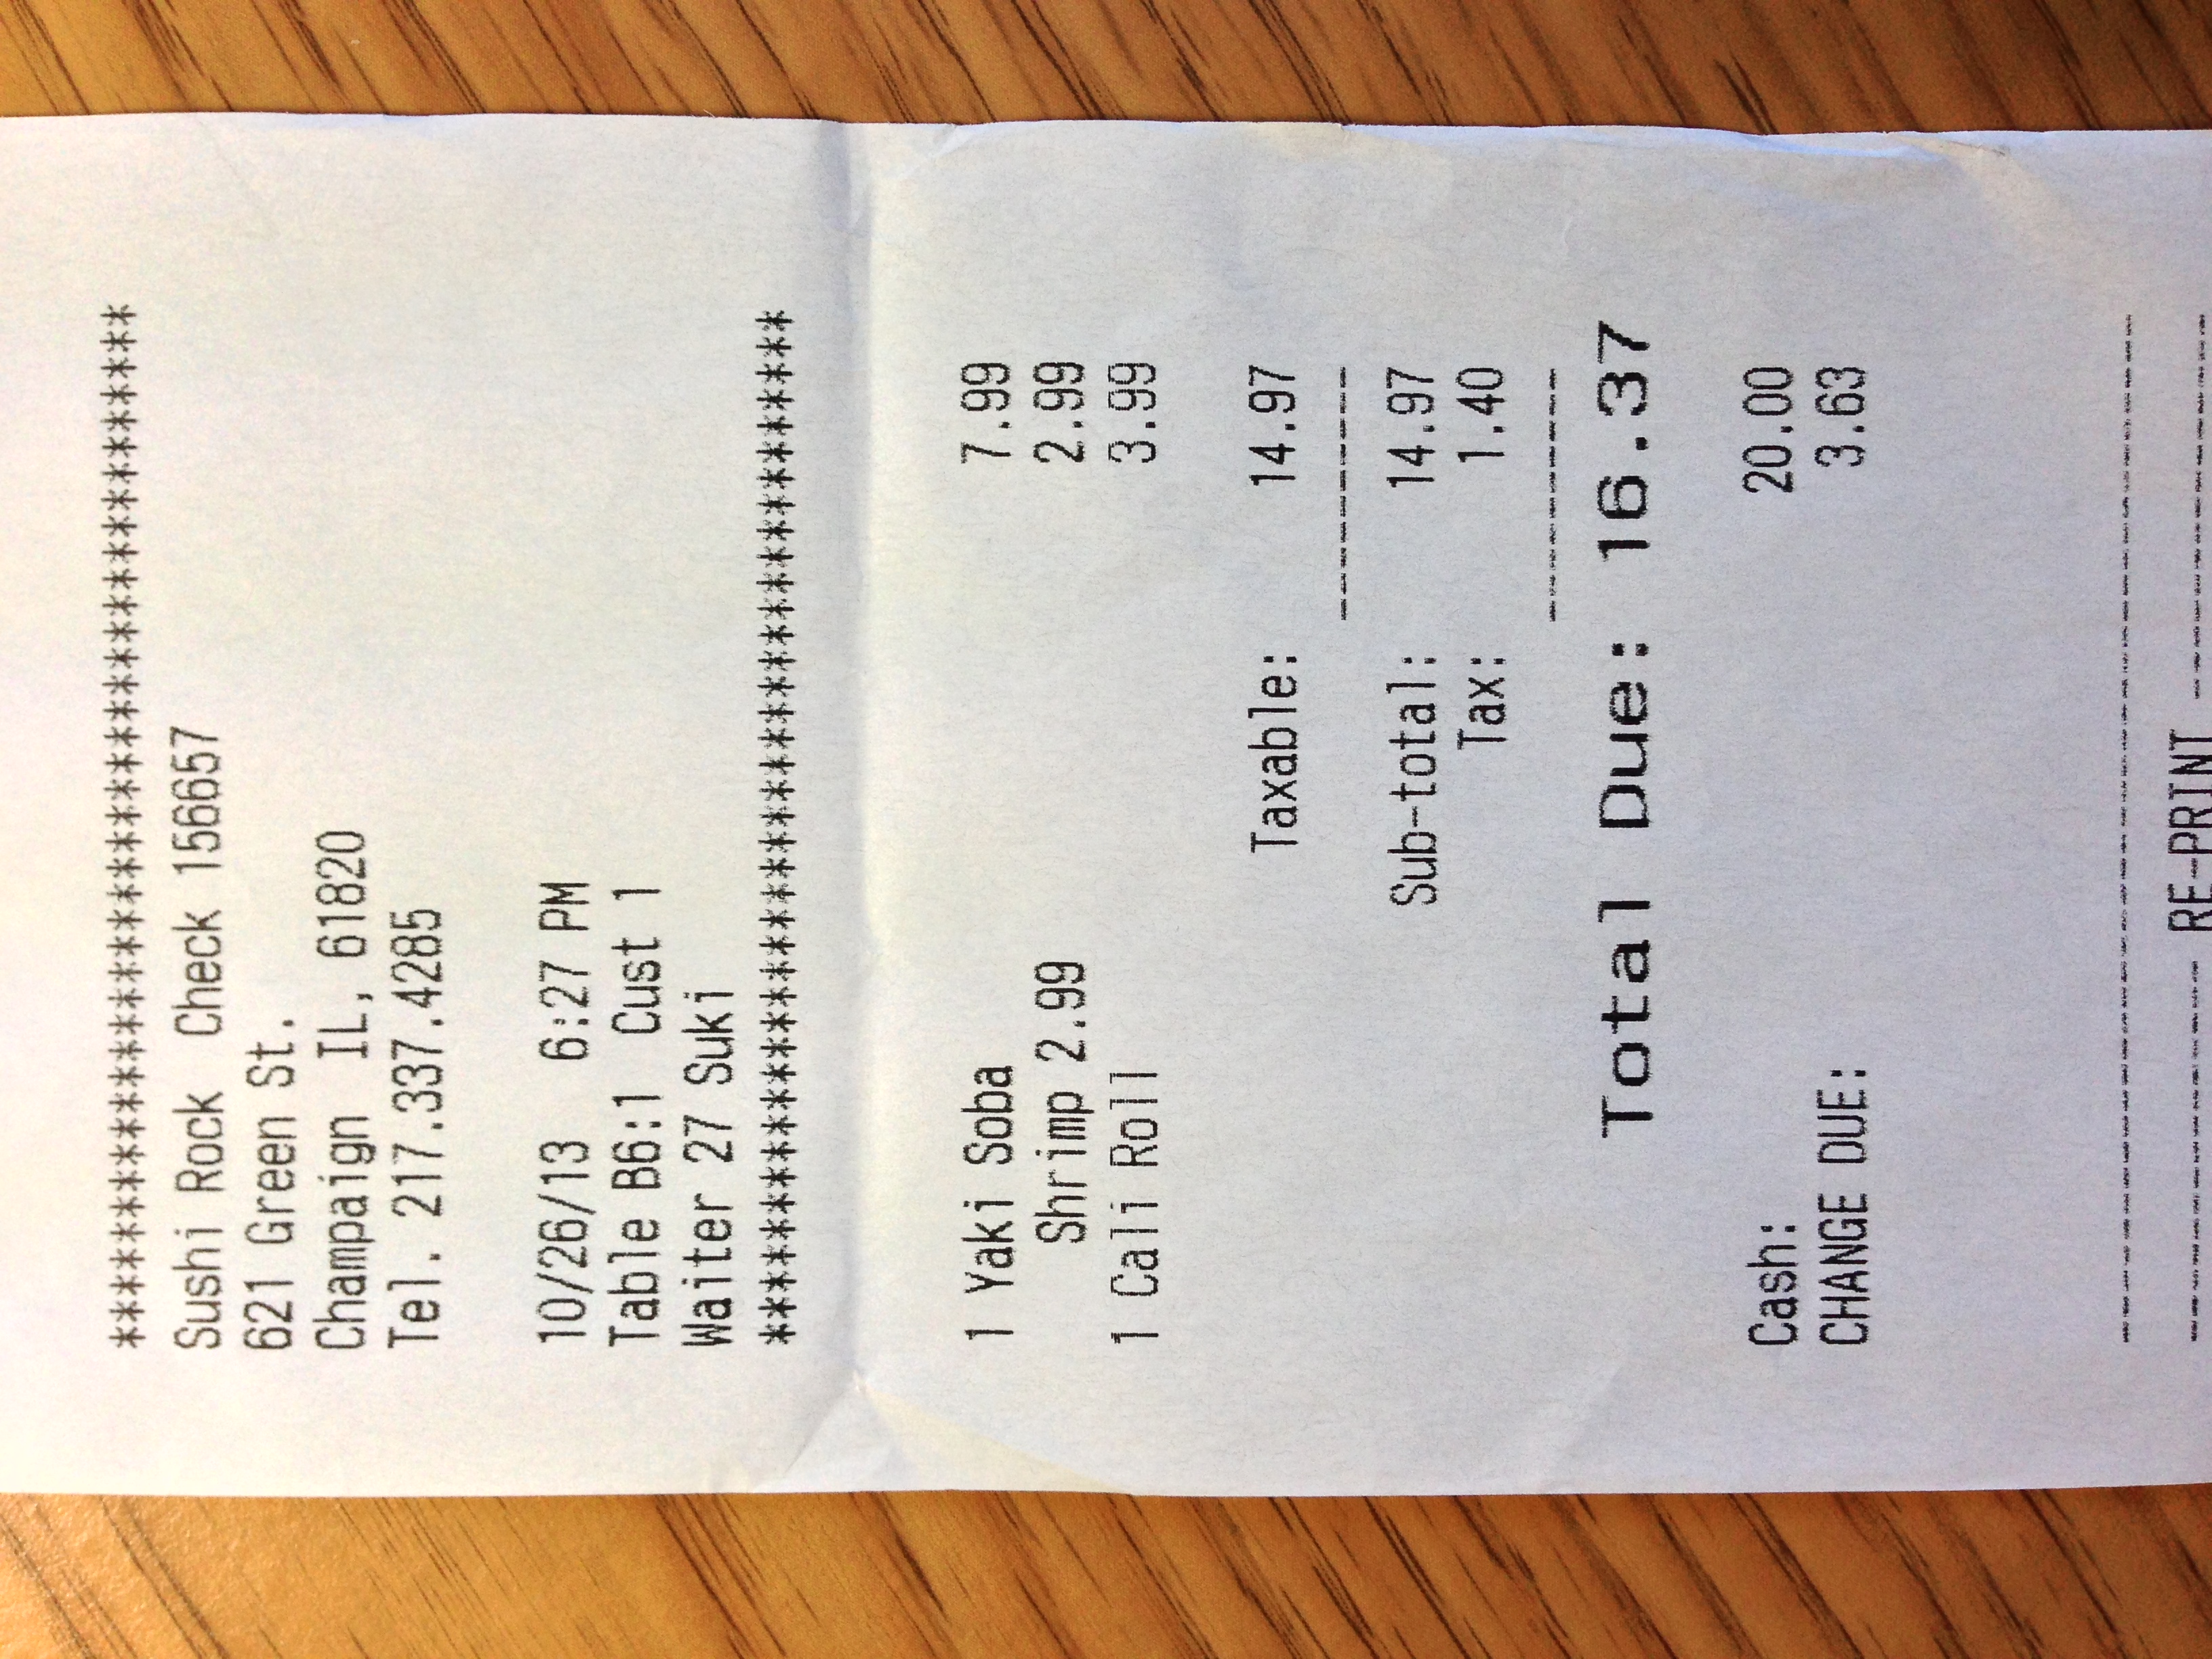 ****************************************
Sushi Rock  Check 156657
621 Green St.
Champaign  IL, 61820
Tel. 217.337.4285
10/26/13   6:27 PM
Table B6:1  Cust 1
Waiter 27 Suki
****************************************
1 Yaki Soba 7.99
Shrimp 2.99 2.99
1 Cali Roll 3.99
Taxable: 14.97
----------
Sub-total: 14.97
Tax: 1.40
----------
Total Due: 16.37
Cash: 20.00
CHANGE DUE: 3.63
----------------------------------------
--------------- RE-PRINT ---------------